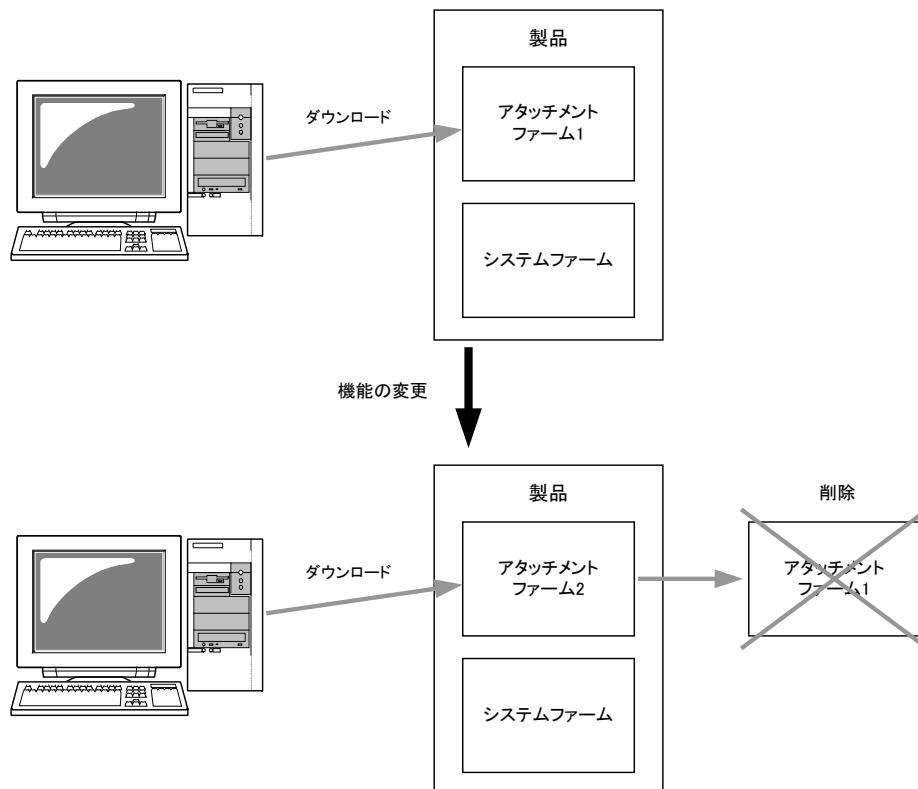 製品
ダウンロード
アタッチメント
ファーム1
システムファーム
機能の変更
製品
削除
ダウンロード
アタッチメント
ファーム2
アタッチメント
ファーム1
システムファーム